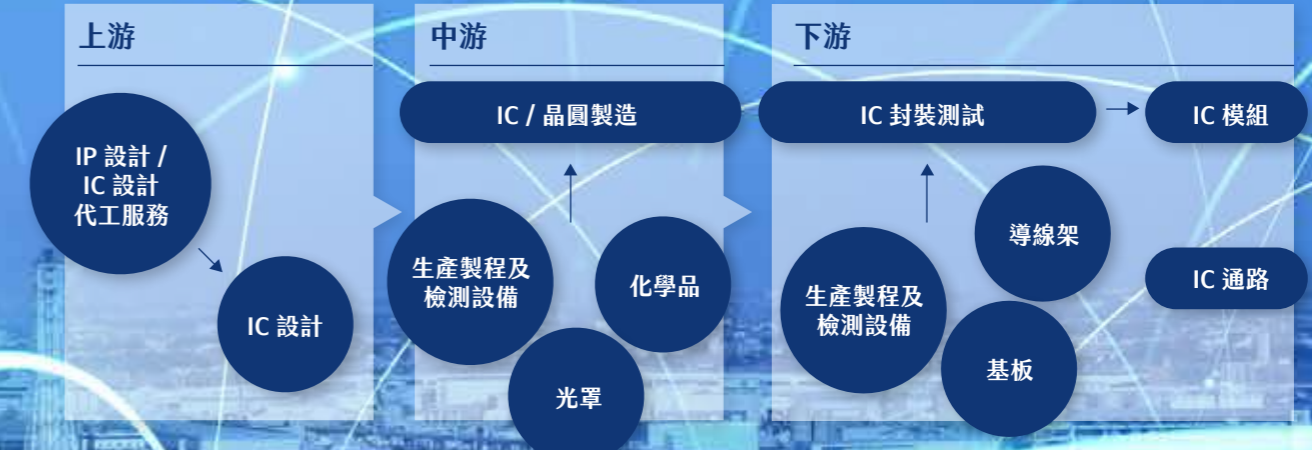 上游
IP 設計 /
IC 設計
代工服務
IC 設計
中游
IC / 晶圓製造
生產製程及
檢測設備
化學品
光罩
下游
IC 封裝測試
IC 模組
導線架
生產製程及
檢測設備
基板
IC 通路